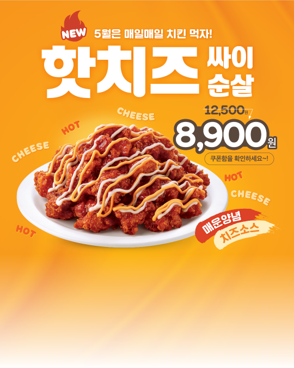 NEW
5월은 매일매일 치킨 먹자!
핫치즈 싸이순살
12,500원
8,900원
쿠폰함을 확인하세요~!
CHEESE
HOT
CHEESE
HOT
CHEESE
HOT
매운양념
치즈소스